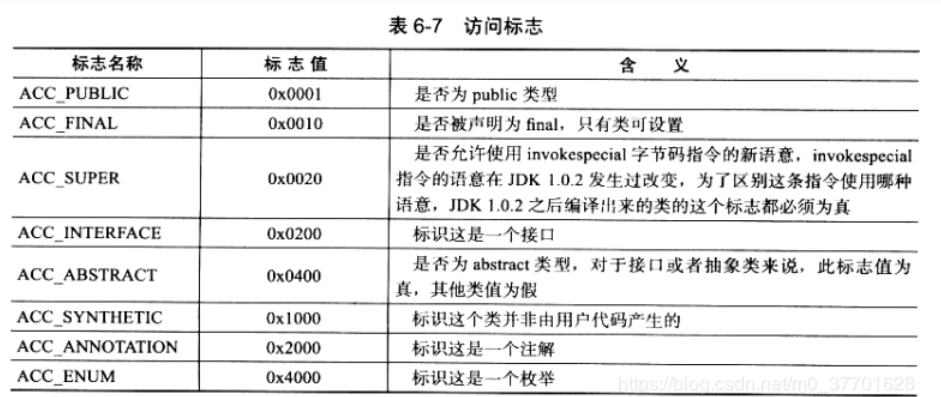 表 6-7 访问标志
标志名称 标 志 值 含 义
ACC_PUBLIC 0x0001 是否为 public 类型
ACC_FINAL 0x0010 是否被声明为 final，只有类可设置
ACC_SUPER 0x0020 是否允许使用 invokespecial 字节码指令的新语意，invokespecial
指令的语意在 JDK 1.0.2 发生过改变，为了区别这条指令使用哪种
语意，JDK 1.0.2 之后编译出来的类的这个标志都必须为真
ACC_INTERFACE 0x0200 标识这是一个接口
ACC_ABSTRACT 0x0400 是否为 abstract 类型，对于接口或者抽象类来说，此标志值为
真，其他类值为假
ACC_SYNTHETIC 0x1000 标识这个类并非由用户代码产生的
ACC_ANNOTATION 0x2000 标识这是一个注解
ACC_ENUM 0x4000 标识这是一个枚举
https://blog.csdn.net/m0_37701628